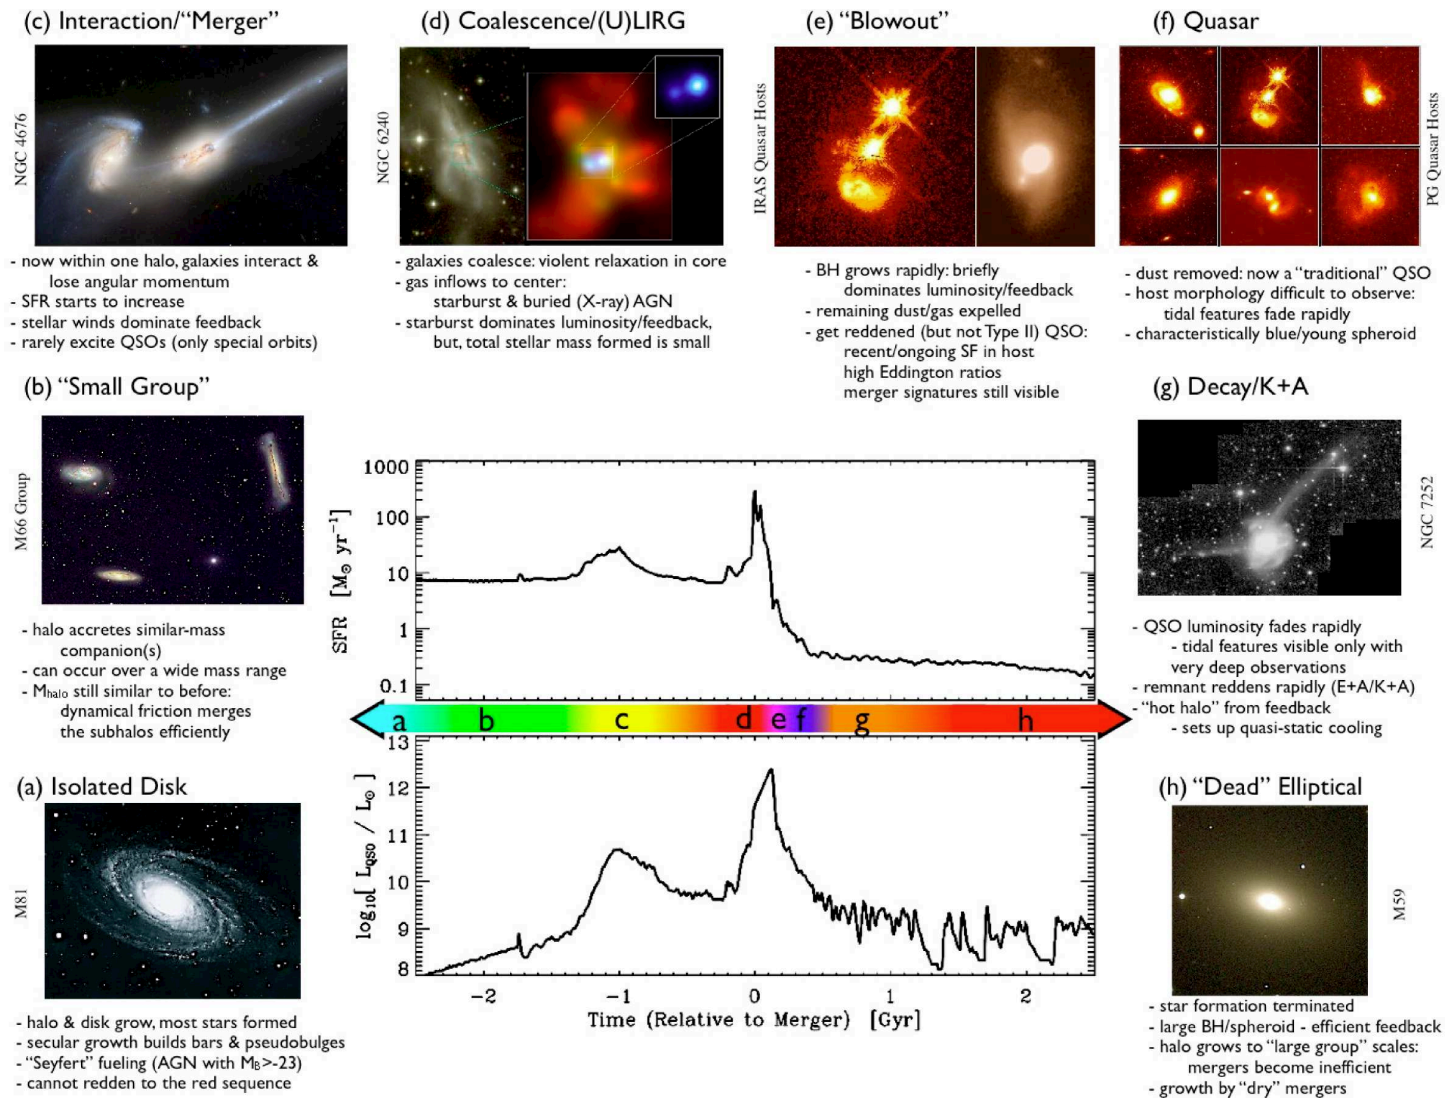 (c) Interaction/“Merger”
NGC 4676
- now within one halo, galaxies interact &
lose angular momentum
- SFR starts to increase
- stellar winds dominate feedback
- rarely excite QSOs (only special orbits)
(d) Coalescence/(U)LIRG
NGC 6240
- galaxies coalesce: violent relaxation in core
- gas inflows to center:
starburst & buried (X-ray) AGN
- starburst dominates luminosity/feedback,
but, total stellar mass formed is small
(e) “Blowout”
IRAS Quasar Hosts
- BH grows rapidly: briefly
dominates luminosity/feedback
- remaining dust/gas expelled
- get reddened (but not Type II) QSO:
recent/ongoing SF in host
high Eddington ratios
merger signatures still visible
(f) Quasar
PG Quasar Hosts
- dust removed: now a “traditional” QSO
- host morphology difficult to observe:
tidal features fade rapidly
- characteristically blue/young spheroid
(b) “Small Group”
M66 Group
- halo accretes similar-mass
companion(s)
- can occur over a wide mass range
- Mhalo still similar to before:
dynamical friction merges
the subhalos efficiently
(a) Isolated Disk
M81
- halo & disk grow, most stars formed
- secular growth builds bars & pseudobulges
- “Seyfert” fueling (AGN with MB>-23)
- cannot redden to the red sequence
1000
100
10
1
0.1
SFR [M⊙ yr⁻¹]
a b c d e f g h
13
12
11
10
9
8
log₁₀[ LQSO / L⊙]
-2 -1 0 1 2
Time (Relative to Merger) [Gyr]
(g) Decay/K+A
NGC 7252
- QSO luminosity fades rapidly
- tidal features visible only with
very deep observations
- remnant reddens rapidly (E+A/K+A)
- “hot halo” from feedback
- sets up quasi-static cooling
(h) “Dead” Elliptical
M59
- star formation terminated
- large BH/spheroid - efficient feedback
- halo grows to “large group” scales:
mergers become inefficient
- growth by “dry” mergers